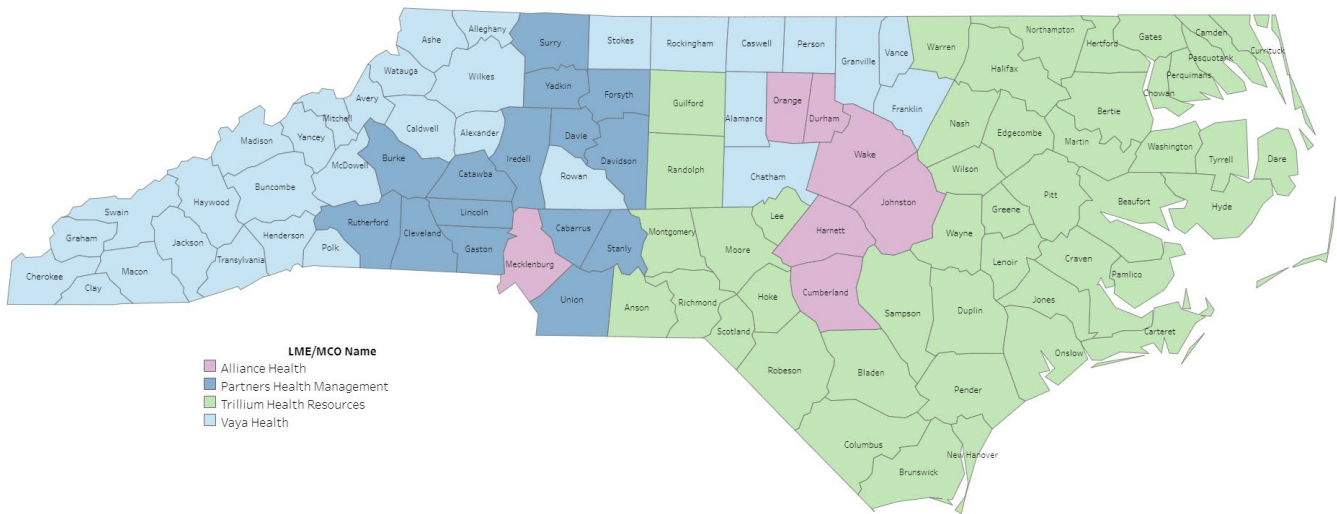 Ashe
Alleghany
Surry
Stokes
Rockingham
Caswell
Person
Granville
Vance
Warren
Northampton
Hertford
Gates
Camden
Currituck
Pasquotank
Perquimans
Chowan
Halifax
Bertie
Watauga
Wilkes
Yadkin
Forsyth
Guilford
Alamance
Orange
Durham
Franklin
Nash
Edgecombe
Martin
Washington
Tyrrell
Dare
Avery
Mitchell
Caldwell
Alexander
Iredell
Davie
Davidson
Randolph
Chatham
Wake
Wilson
Madison
Yancey
McDowell
Burke
Catawba
Rowan
Pitt
Beaufort
Hyde
Swain
Haywood
Buncombe
Rutherford
Cleveland
Lincoln
Gaston
Cabarrus
Stanly
Montgomery
Moore
Lee
Harnett
Johnston
Wayne
Greene
Lenoir
Craven
Pamlico
Graham
Jackson
Henderson
Polk
Transylvania
Cherokee
Macon
Clay
Mecklenburg
Union
Anson
Richmond
Hoke
Scotland
Cumberland
Sampson
Duplin
Jones
Carteret
Onslow
Robeson
Bladen
Pender
Columbus
New Hanover
Brunswick
LME/MCO Name
Alliance Health
Partners Health Management
Trillium Health Resources
Vaya Health